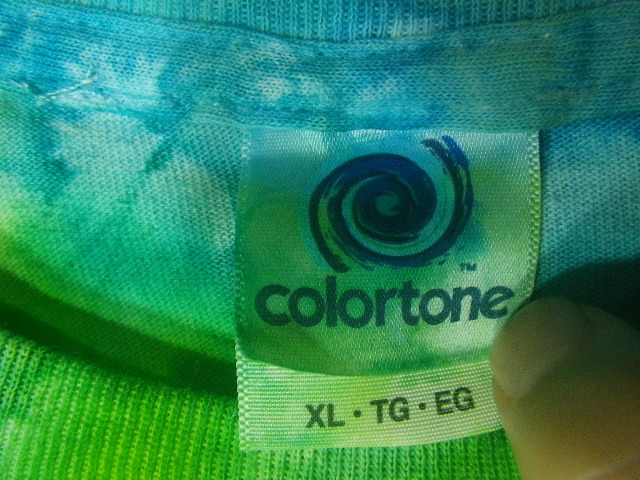 colortone™
XL • TG • EG